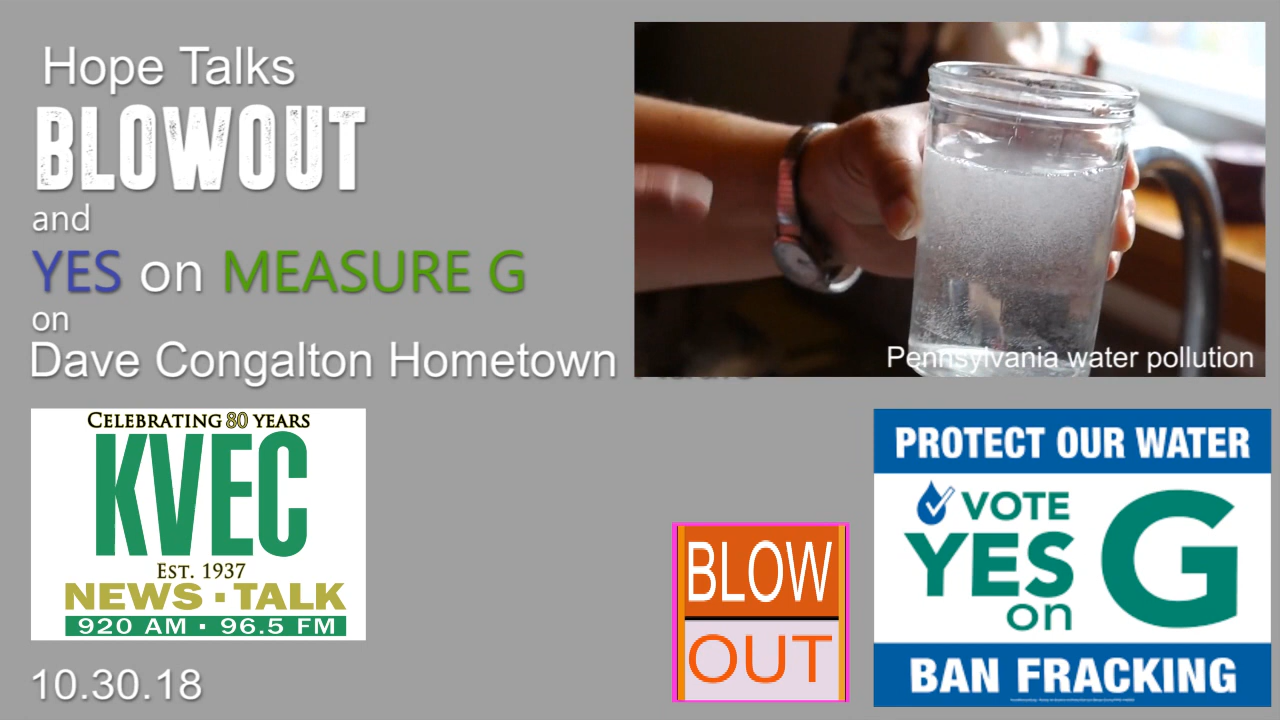 Hope Talks
BLOWOUT
and
YES on MEASURE G
on
Dave Congalton Hometown
Pennsylvania water pollution
CELEBRATING 80 YEARS
KVEC
EST. 1937
NEWS · TALK
920 AM · 96.5 FM
10.30.18
BLOW
OUT
PROTECT OUR WATER
VOTE
YES
on
G
BAN FRACKING